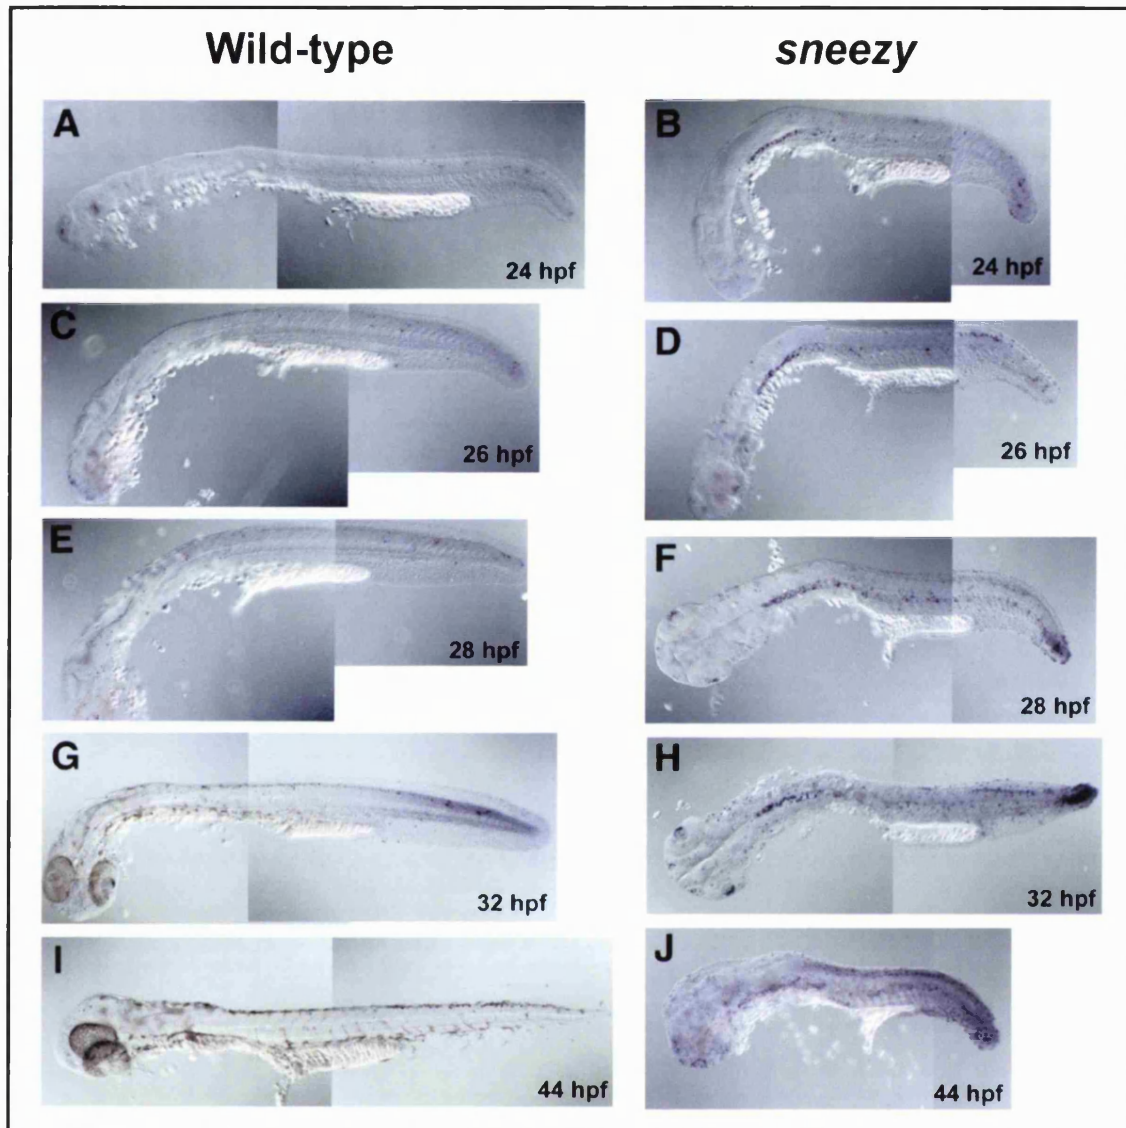 Wild-type
sneezy
A
24 hpf
B
24 hpf
C
26 hpf
D
26 hpf
E
28 hpf
F
28 hpf
G
32 hpf
H
32 hpf
I
44 hpf
J
44 hpf